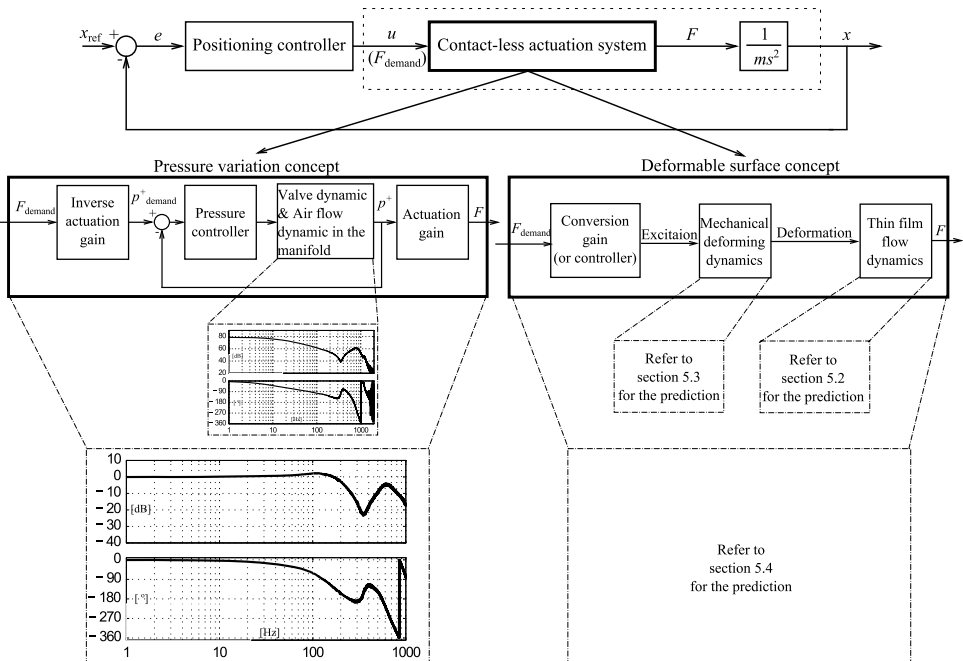 x_ref + e
-
Positioning controller
u
(F_demand)
Contact-less actuation system
F
1
ms²
x
Pressure variation concept
F_demand
Inverse
actuation
gain
p⁺_demand
+
-
Pressure
controller
Valve dynamic
& Air flow
dynamic in the
manifold
p⁺
Actuation
gain
F
Deformable surface concept
F_demand
Conversion
gain
(or controller)
Excitaion
Mechanical
deforming
dynamics
Deformation
Thin film
flow
dynamics
F
80
60
40
20
[dB]
0
-90
-180
-270
-360
[°]
[Hz]
1 10 100 1000
Refer to
section 5.3
for the prediction
Refer to
section 5.2
for the prediction
10
0
-10
-20
-30
-40
[dB]
0
-90
-180
-270
-360
[°]
[Hz]
1 10 100 1000
Refer to
section 5.4
for the prediction